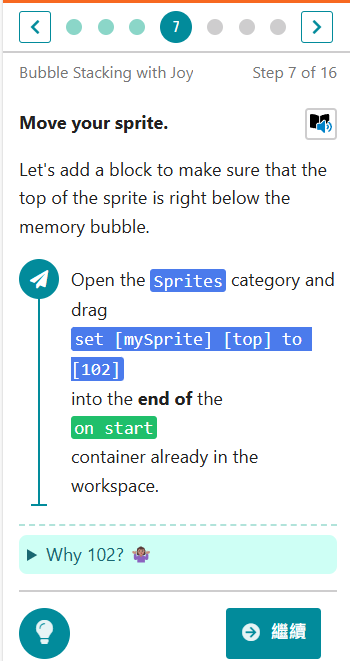 7
Bubble Stacking with Joy
Step 7 of 16
Move your sprite.
Let's add a block to make sure that the
top of the sprite is right below the
memory bubble.
Open the Sprites category and
drag
set [mySprite] [top] to
[102]
into the end of the
on start
container already in the
workspace.
Why 102? 🤷🏽‍♀️
繼續